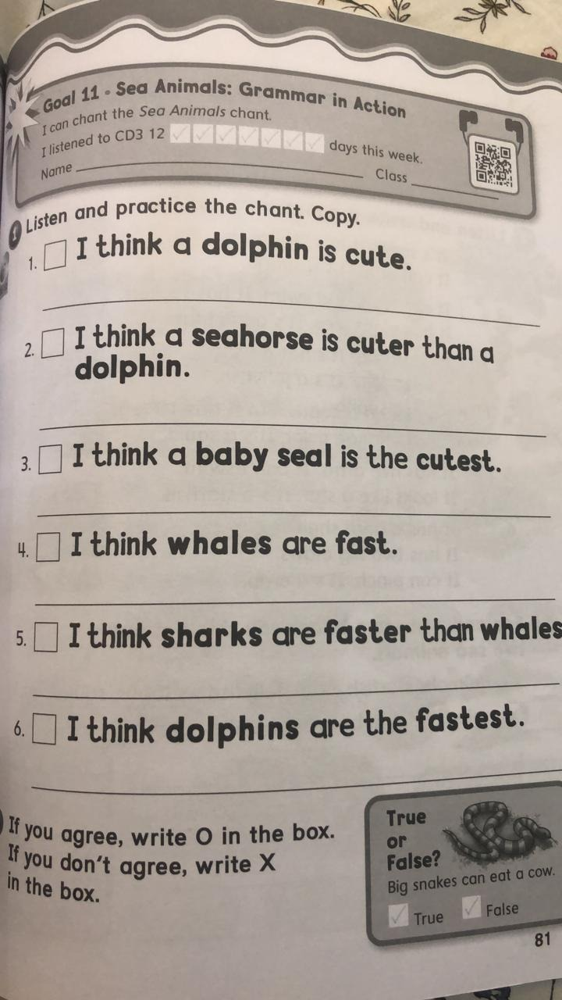 Goal 11 • Sea Animals: Grammar in Action
I can chant the Sea Animals chant.
I listened to CD3 12 days this week.
Name Class
1 Listen and practice the chant. Copy.
1. I think a dolphin is cute.
2. I think a seahorse is cuter than a
dolphin.
3. I think a baby seal is the cutest.
4. I think whales are fast.
5. I think sharks are faster than whales
6. I think dolphins are the fastest.
If you agree, write O in the box.
If you don't agree, write X
in the box.
True
or
False?
Big snakes can eat a cow.
True False
81